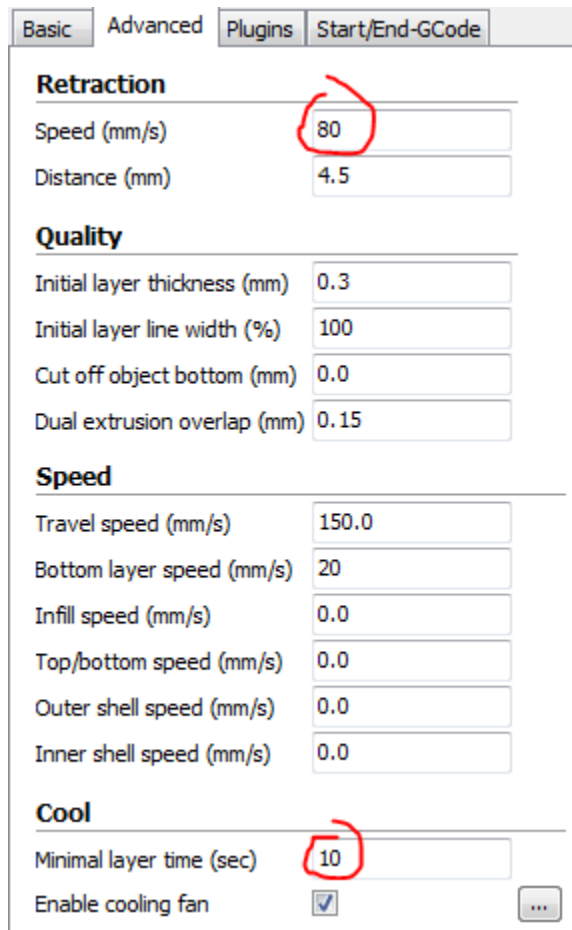 Basic Advanced Plugins Start/End-GCode
Retraction
Speed (mm/s) 80
Distance (mm) 4.5
Quality
Initial layer thickness (mm) 0.3
Initial layer line width (%) 100
Cut off object bottom (mm) 0.0
Dual extrusion overlap (mm) 0.15
Speed
Travel speed (mm/s) 150.0
Bottom layer speed (mm/s) 20
Infill speed (mm/s) 0.0
Top/bottom speed (mm/s) 0.0
Outer shell speed (mm/s) 0.0
Inner shell speed (mm/s) 0.0
Cool
Minimal layer time (sec) 10
Enable cooling fan ...